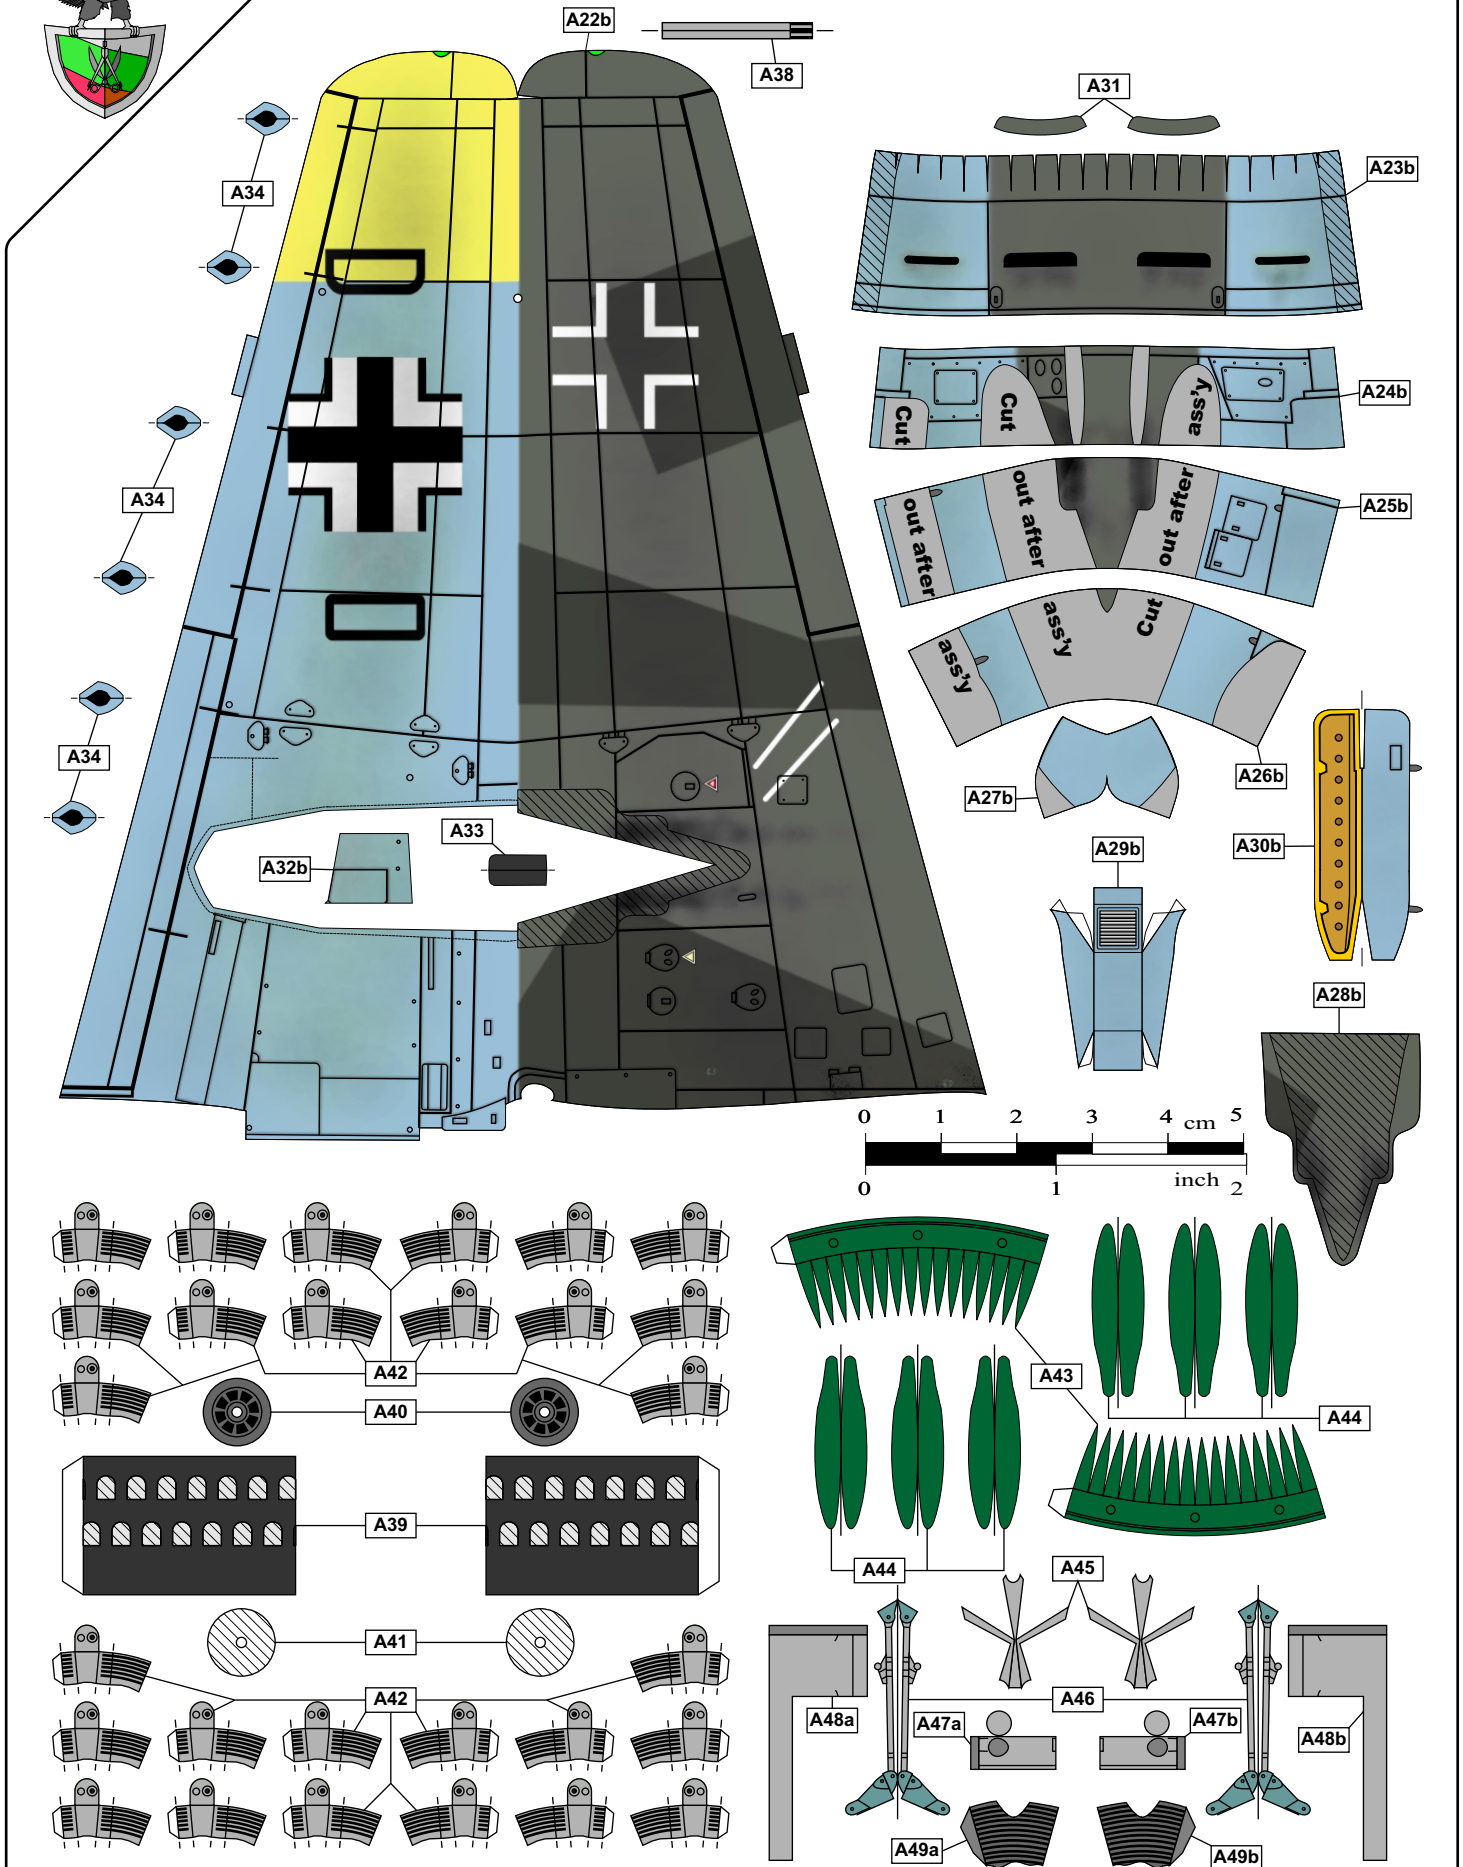 A22b
A38
A31
A34
A23b
A24b
Cut
Cut
ass'y
A34
A25b
out after
out after
out after
ass'y
ass'y
Cut
A26b
A34
A27b
A33
A32b
A29b
A30b
A28b
0 1 2 3 4 cm 5
0 1 inch 2
A42
A43
A40
A44
A39
A44
A45
A41
A42
A46
A48a
A47a
A47b
A48b
A49a
A49b